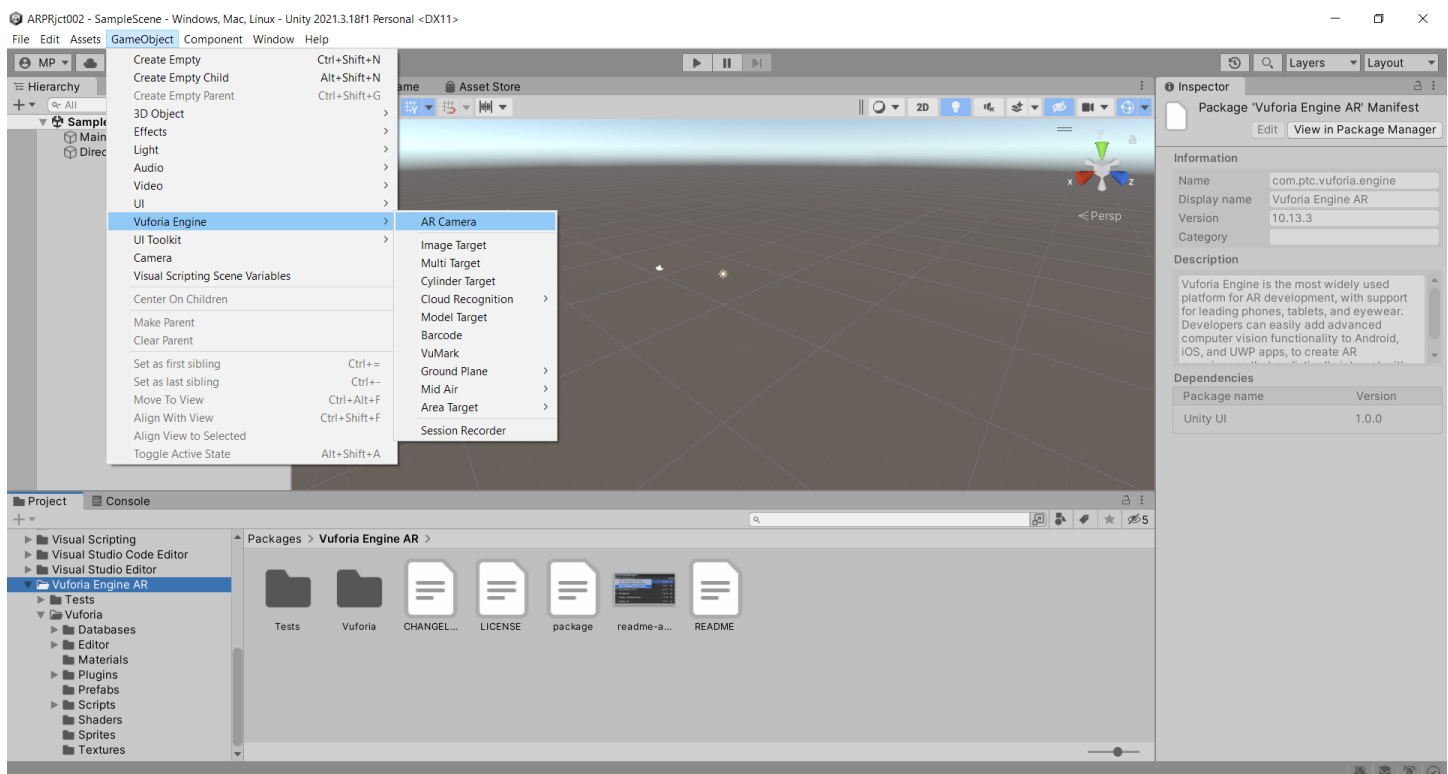 ARPRjct002 - SampleScene - Windows, Mac, Linux - Unity 2021.3.18f1 Personal <DX11>
File Edit Assets GameObject Component Window Help
MP
Layers
Layout
Hierarchy
All
Sample
Main
Direc
Create Empty Ctrl+Shift+N
Create Empty Child Alt+Shift+N
Create Empty Parent Ctrl+Shift+G
3D Object
Effects
Light
Audio
Video
UI
Vuforia Engine
UI Toolkit
Camera
Visual Scripting Scene Variables
Center On Children
Make Parent
Clear Parent
Set as first sibling Ctrl+=
Set as last sibling Ctrl+-
Move To View Ctrl+Alt+F
Align With View Ctrl+Shift+F
Align View to Selected
Toggle Active State Alt+Shift+A
AR Camera
Image Target
Multi Target
Cylinder Target
Cloud Recognition
Model Target
Barcode
VuMark
Ground Plane
Mid Air
Area Target
Session Recorder
ame
Asset Store
2D
y
x
z
Persp
Inspector
Package 'Vuforia Engine AR' Manifest
Edit View in Package Manager
Information
Name com.ptc.vuforia.engine
Display name Vuforia Engine AR
Version 10.13.3
Category
Description
Vuforia Engine is the most widely used
platform for AR development, with support
for leading phones, tablets, and eyewear.
Developers can easily add advanced
computer vision functionality to Android,
iOS, and UWP apps, to create AR
Dependencies
Package name Version
Unity UI 1.0.0
Project Console
5
Visual Scripting
Visual Studio Code Editor
Visual Studio Editor
Vuforia Engine AR
Tests
Vuforia
Databases
Editor
Materials
Plugins
Prefabs
Scripts
Shaders
Sprites
Textures
Packages > Vuforia Engine AR >
Tests Vuforia CHANGEL... LICENSE package readme-a... README